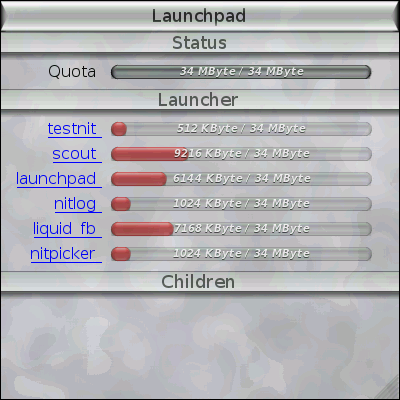 Launchpad
Status
Quota 34 MByte / 34 MByte
Launcher
testnit 512 KByte / 34 MByte
scout 9216 KByte / 34 MByte
launchpad 6144 KByte / 34 MByte
nitlog 1024 KByte / 34 MByte
liquid_fb 7168 KByte / 34 MByte
nitpicker 1024 KByte / 34 MByte
Children